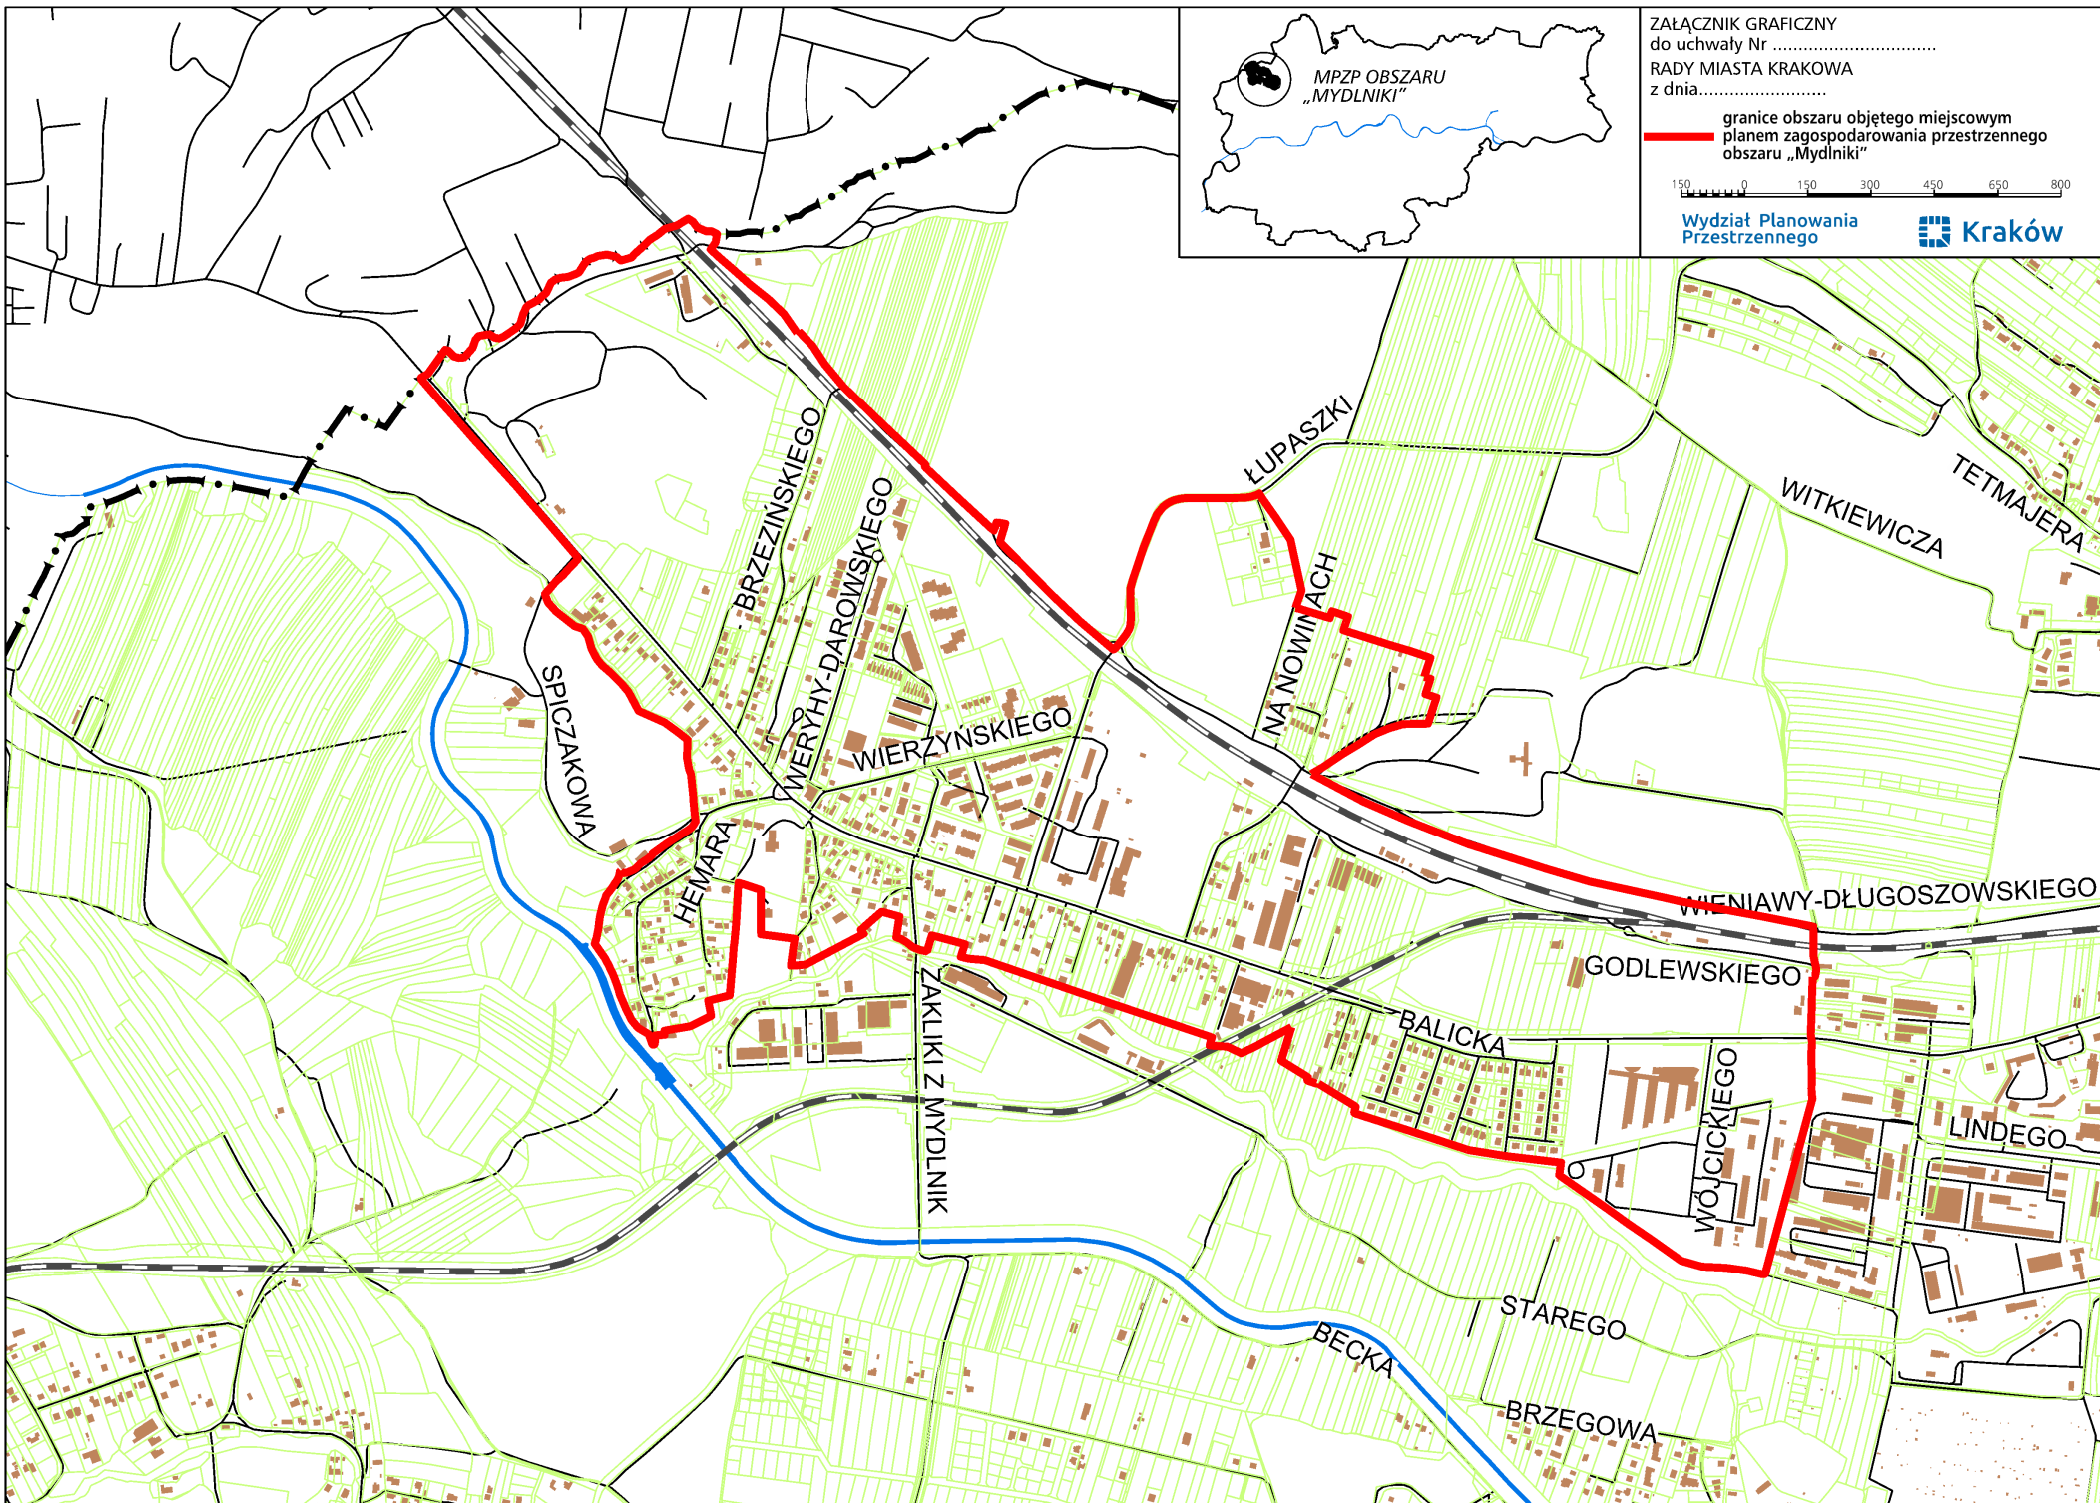 MPZP OBSZARU
„MYDLNIKI”
ZAŁĄCZNIK GRAFICZNY
do uchwały Nr ................................
RADY MIASTA KRAKOWA
z dnia.........................
granice obszaru objętego miejscowym
planem zagospodarowania przestrzennego
obszaru „Mydlniki”
150 0 150 300 450 650 800
Wydział Planowania
Przestrzennego
Kraków
ŁUPASZKI
TETMAJERA
WITKIEWICZA
BRZEZIŃSKIEGO
WERYHY-DAROWSKIEGO
NA NOWINACH
SPICZAKOWA
WIERZYŃSKIEGO
HEMARA
WIENIAWY-DŁUGOSZOWSKIEGO
GODLEWSKIEGO
ZAKLIKI Z MYDLNIK
BALICKA
WÓJCICKIEGO
LINDEGO
STAREGO
BECKA
BRZEGOWA